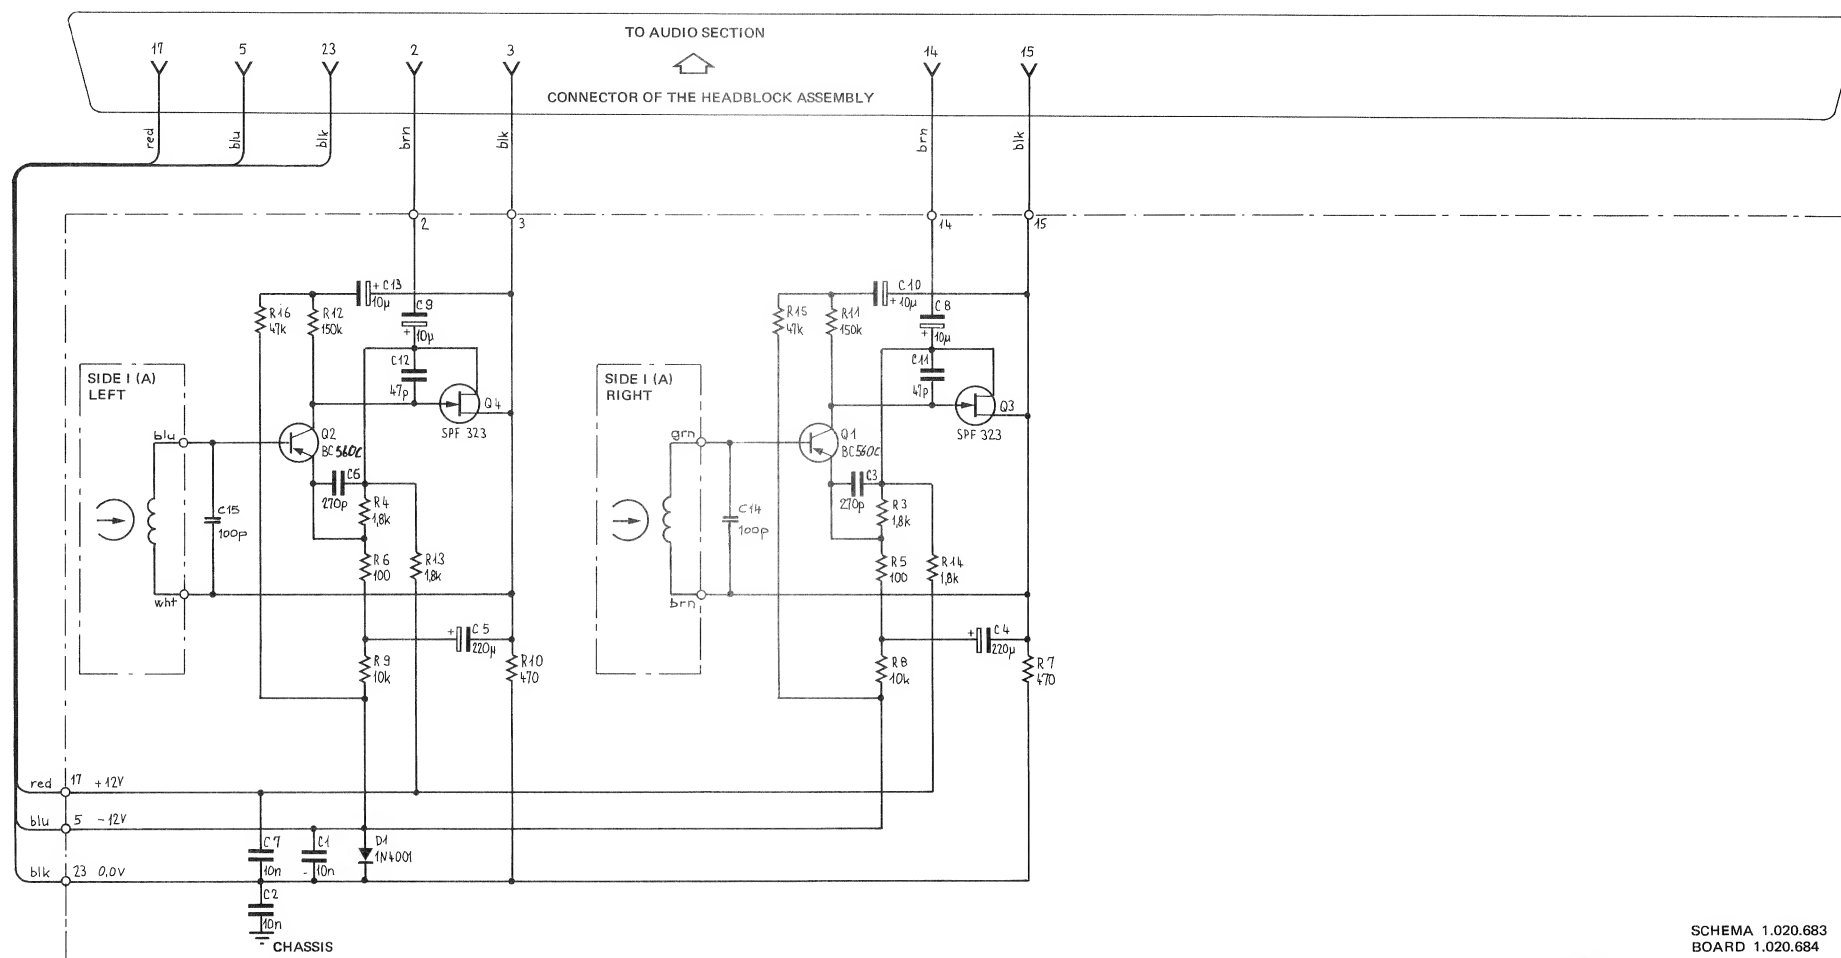 TO AUDIO SECTION
17 5 23 2 3 14 15
CONNECTOR OF THE HEADBLOCK ASSEMBLY
red blu blk brn blk brn blk
2 3 14 15
+ C13
10µ
C9
+ 10µ
R16
47k
R12
150k
C12
47p
Q4
SPF 323
SIDE I (A)
LEFT
blu
Q2
BC560C
C6
270p
R4
1,8k
C15
100p
R6
100
R13
1,8k
wht
+ C5
220µ
R9
10k
R10
470
C10
+ 10µ
C8
+ 10µ
R15
47k
R11
150k
C11
47p
Q3
SPF 323
SIDE I (A)
RIGHT
grn
Q1
BC560C
C3
270p
R3
1,8k
C14
100p
R5
100
R14
1,8k
brn
+ C4
220µ
R8
10k
R7
470
red 17 +12V
blu 5 -12V
C7
10n
C1
10n
D1
1N4001
blk 23 0,0V
C2
10n
CHASSIS
SCHEMA 1.020.683
BOARD 1.020.684